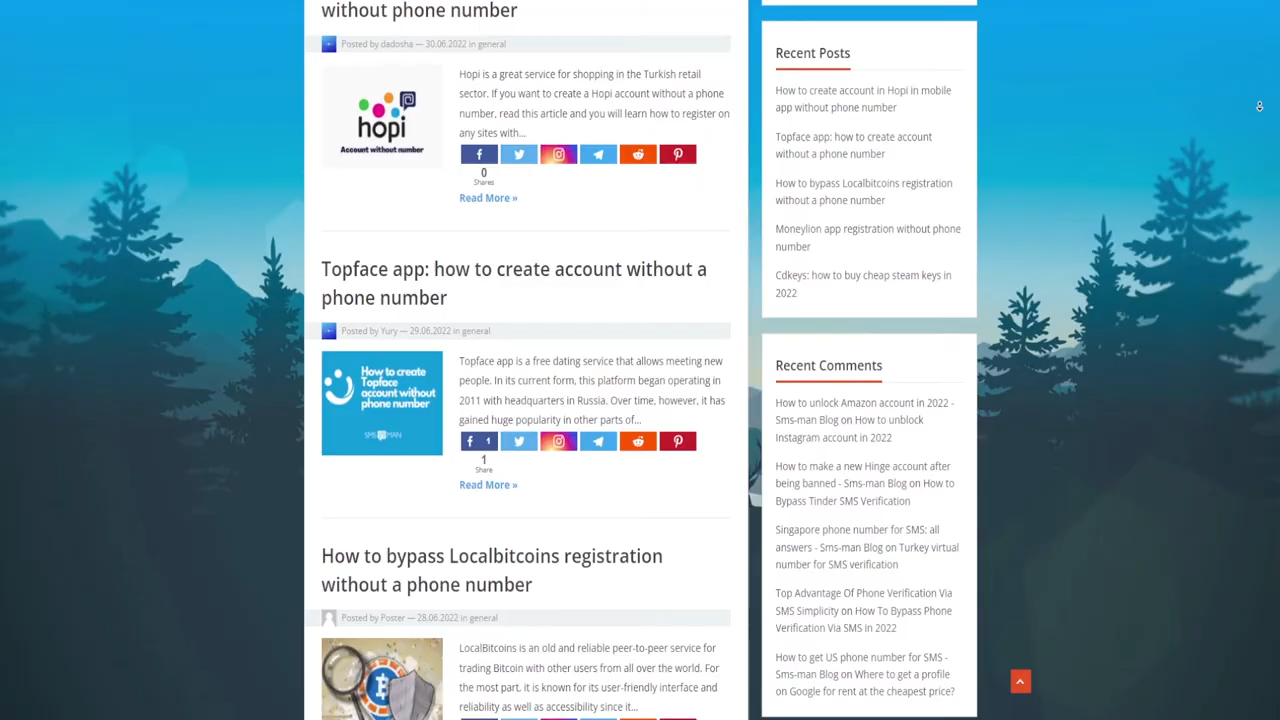 without phone number
Posted by dadosha — 30.06.2022 in general
hopi
Account without number
Hopi is a great service for shopping in the Turkish retail
sector. If you want to create a Hopi account without a phone
number, read this article and you will learn how to register on
any sites with...
0
Shares
Read More »
Topface app: how to create account without a
phone number
Posted by Yury — 29.06.2022 in general
How to create
Topface
account without
phone number
SMS MAN
Topface app is a free dating service that allows meeting new
people. In its current form, this platform began operating in
2011 with headquarters in Russia. Over time, however, it has
gained huge popularity in other parts of...
1
1
Share
Read More »
How to bypass Localbitcoins registration
without a phone number
Posted by Poster — 28.06.2022 in general
LocalBitcoins is an old and reliable peer-to-peer service for
trading Bitcoin with other users from all over the world. For
the most part, it is known for its user-friendly interface and
reliability as well as accessibility since it...
Recent Posts
How to create account in Hopi in mobile
app without phone number
Topface app: how to create account
without a phone number
How to bypass Localbitcoins registration
without a phone number
Moneylion app registration without phone
number
Cdkeys: how to buy cheap steam keys in
2022
Recent Comments
How to unlock Amazon account in 2022 -
Sms-man Blog on How to unblock
Instagram account in 2022
How to make a new Hinge account after
being banned - Sms-man Blog on How to
Bypass Tinder SMS Verification
Singapore phone number for SMS: all
answers - Sms-man Blog on Turkey virtual
number for SMS verification
Top Advantage Of Phone Verification Via
SMS Simplicity on How To Bypass Phone
Verification Via SMS in 2022
How to get US phone number for SMS -
Sms-man Blog on Where to get a profile
on Google for rent at the cheapest price?